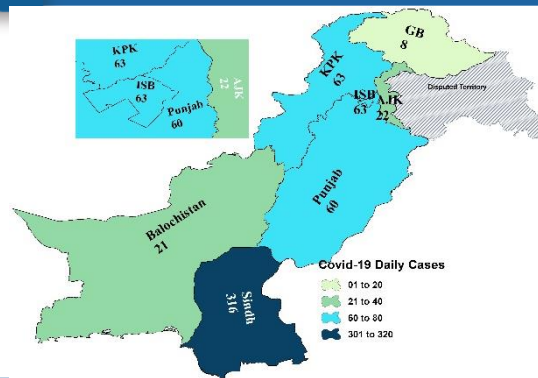 KPK
63
ISB
63
Punjab
60
AJK
22
GB
8
KPK
63
Disputed Territory
ISB
63
AJK
22
Punjab
60
Balochistan
21
Sindh
316
Covid-19 Daily Cases
01 to 20
21 to 40
60 to 80
301 to 320